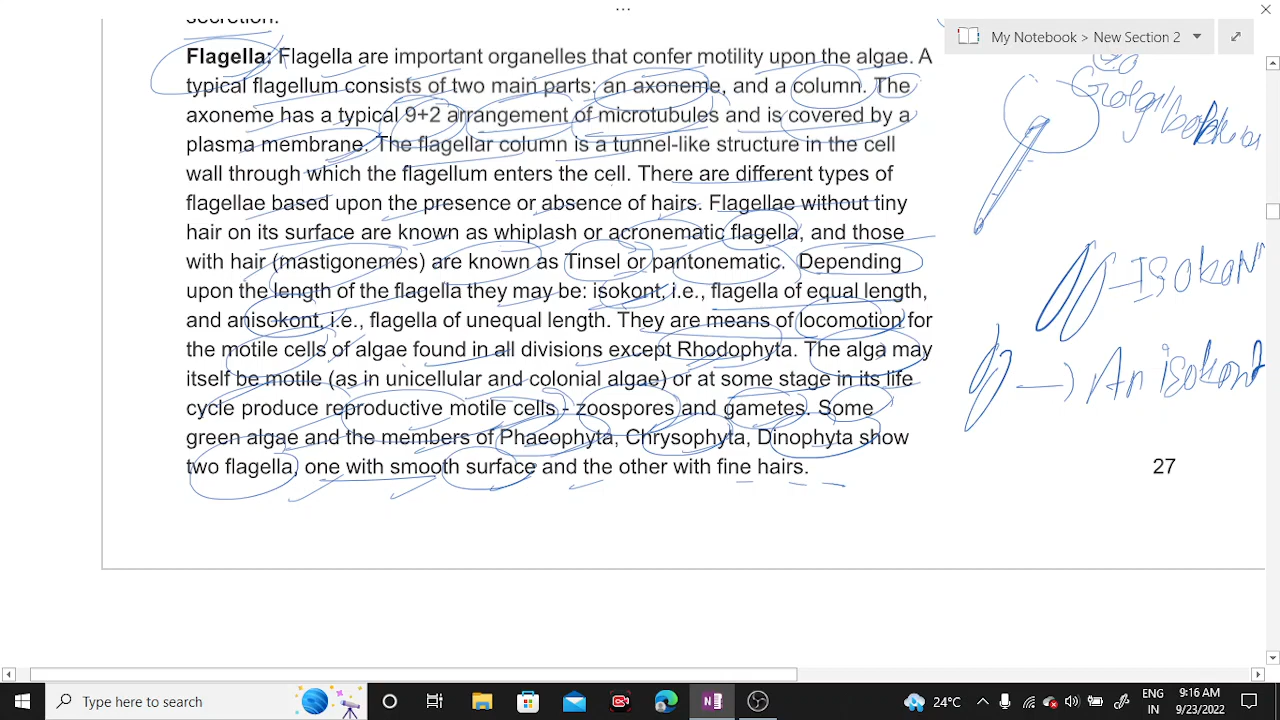 ...
secretion.
My Notebook > New Section 2
Flagella: Flagella are important organelles that confer motility upon the algae. A
typical flagellum consists of two main parts: an axoneme, and a column. The
axoneme has a typical 9+2 arrangement of microtubules and is covered by a
plasma membrane. The flagellar column is a tunnel-like structure in the cell
wall through which the flagellum enters the cell. There are different types of
flagellae based upon the presence or absence of hairs. Flagellae without tiny
hair on its surface are known as whiplash or acronematic flagella, and those
with hair (mastigonemes) are known as Tinsel or pantonematic. Depending
upon the length of the flagella they may be: isokont, i.e., flagella of equal length,
and anisokont, i.e., flagella of unequal length. They are means of locomotion for
the motile cells of algae found in all divisions except Rhodophyta. The alga may
itself be motile (as in unicellular and colonial algae) or at some stage in its life
cycle produce reproductive motile cells - zoospores and gametes. Some
green algae and the members of Phaeophyta, Chrysophyta, Dinophyta show
two flagella, one with smooth surface and the other with fine hairs.
Isokont
Anisokont
27
Type here to search
24°C
ENG
IN
9:16 AM
9/23/2022